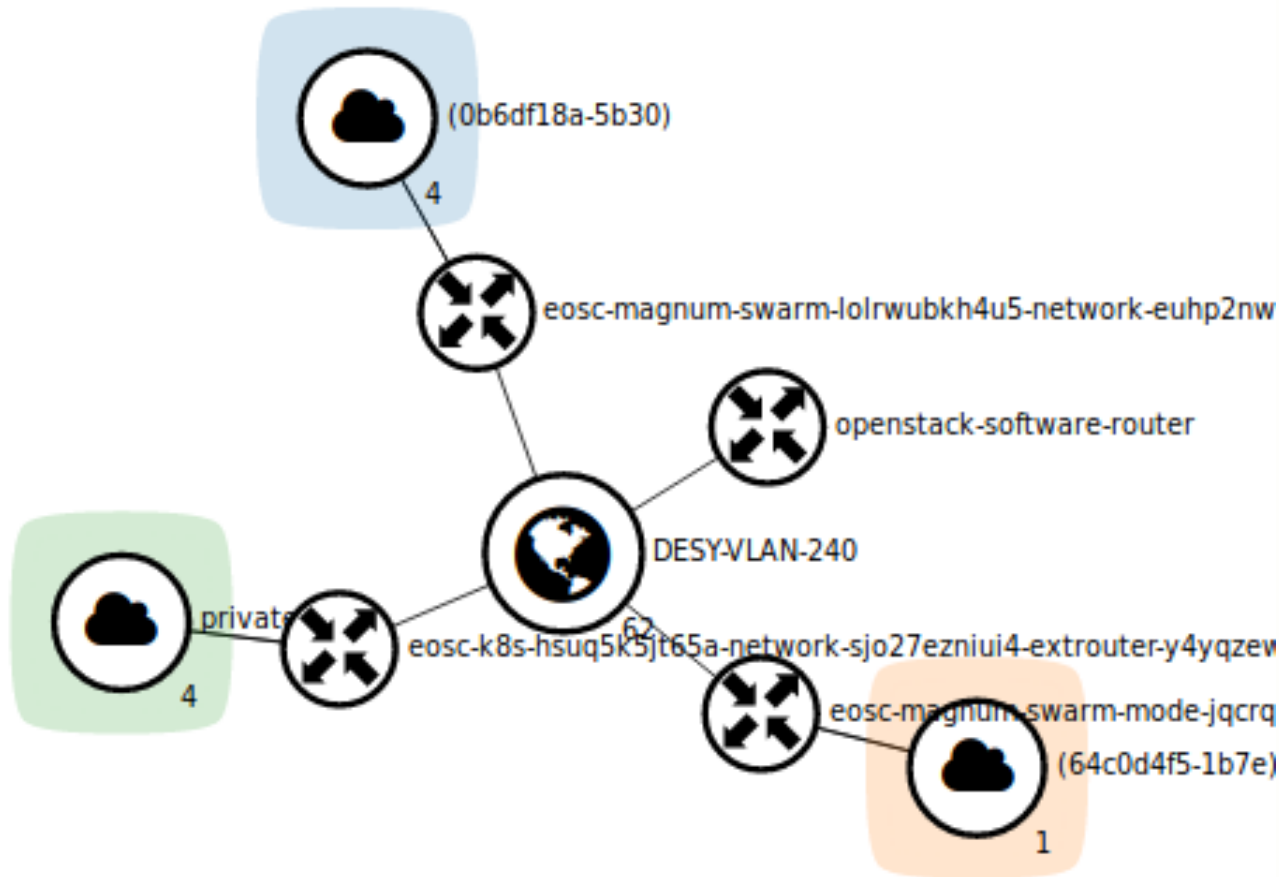 (0b6df18a-5b30)
4
eosc-magnum-swarm-lolrwubkh4u5-network-euhp2nw
openstack-software-router
DESY-VLAN-240
private
62
eosc-k8s-hsuq5k5jt65a-network-sjo27ezniui4-extrouter-y4yqzew
4
eosc-magnum-swarm-mode-jqcrq
(64c0d4f5-1b7e)
1